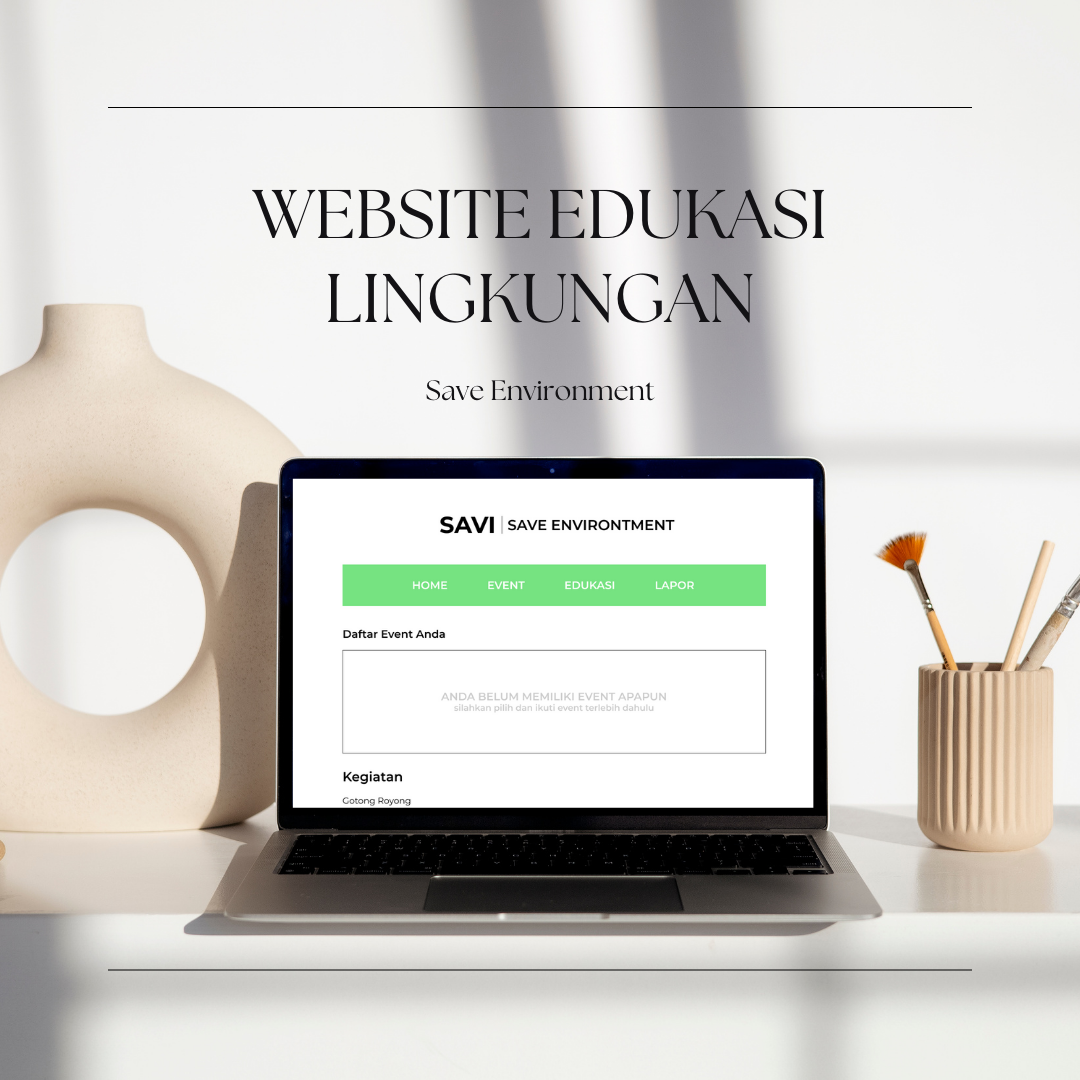 WEBSITE EDUKASI
LINGKUNGAN
Save Environment
SAVI | SAVE ENVIRONTMENT
HOME EVENT EDUKASI LAPOR
Daftar Event Anda
ANDA BELUM MEMILIKI EVENT APAPUN
silahkan pilih dan ikuti event terlebih dahulu
Kegiatan
Gotong Royong